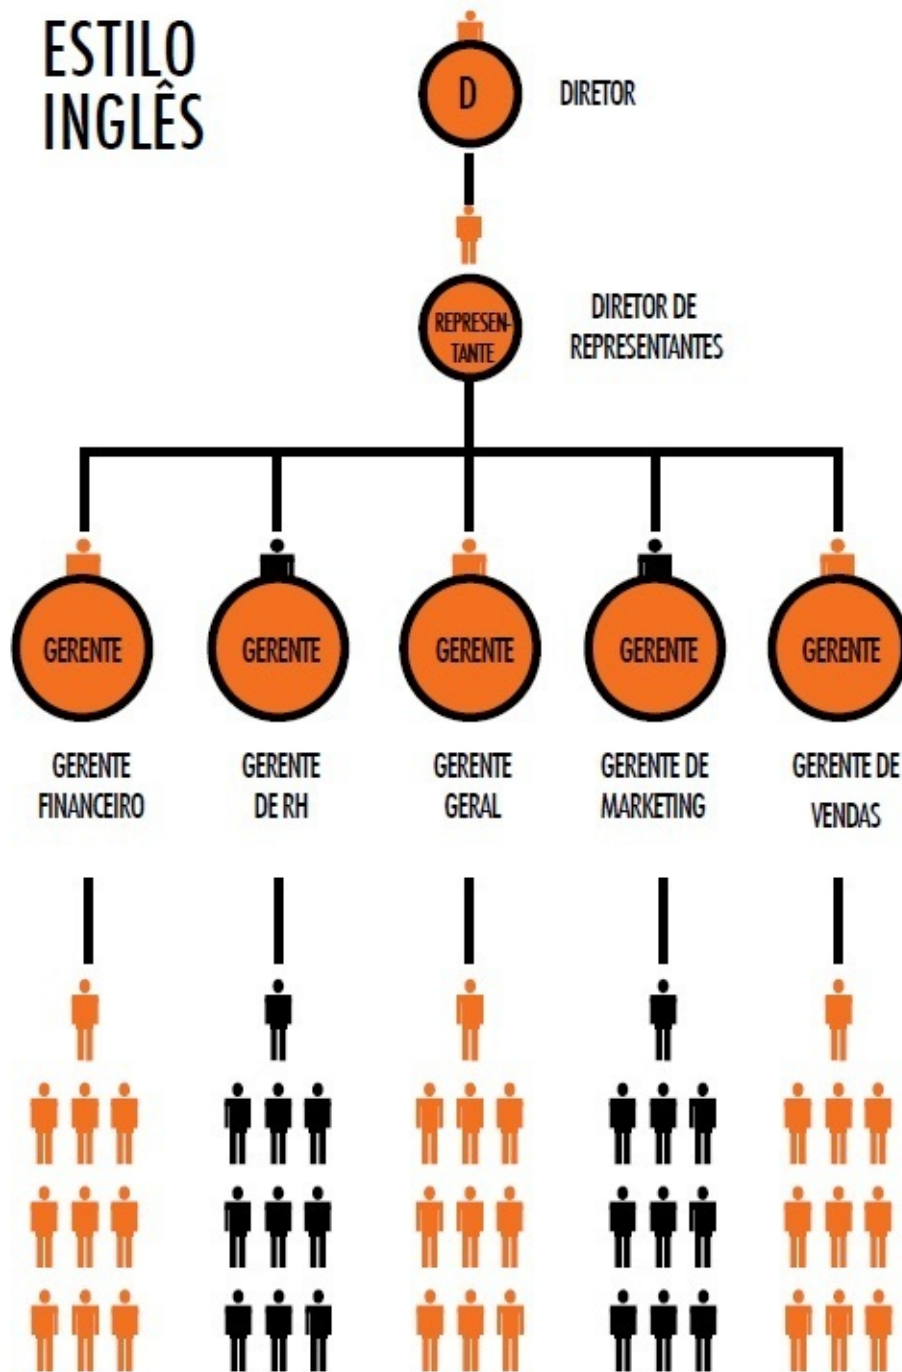 ESTILO
INGLÊS
D
DIRETOR
REPRESEN-
TANTE
DIRETOR DE
REPRESENTANTES
GERENTE
GERENTE
GERENTE
GERENTE
GERENTE
GERENTE
FINANCEIRO
GERENTE
DE RH
GERENTE
GERAL
GERENTE DE
MARKETING
GERENTE DE
VENDAS